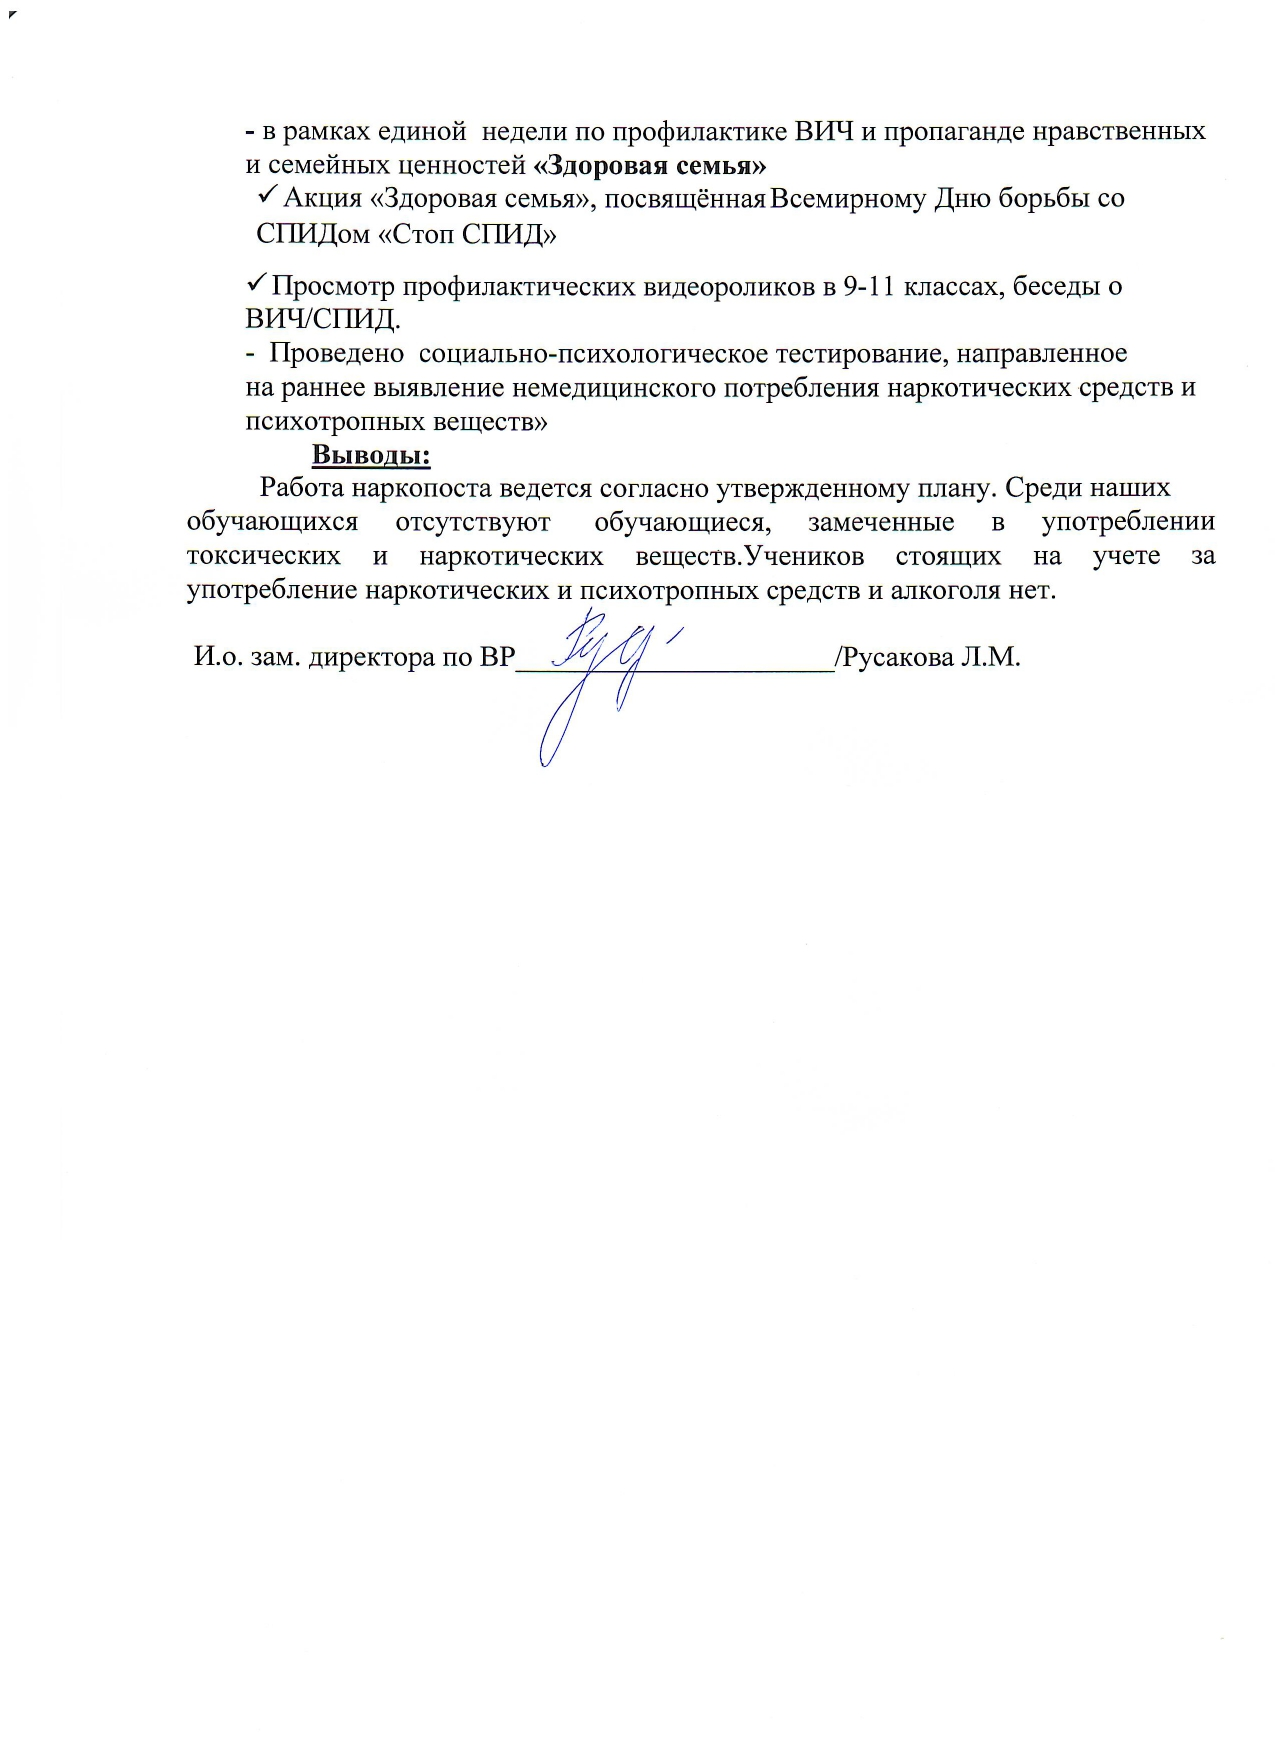 - в рамках единой  недели по профилактике ВИЧ и пропаганде нравственных
и семейных ценностей «Здоровая семья»
✓ Акция «Здоровая семья», посвящённая Всемирному Дню борьбы со
СПИДом «Стоп СПИД»
✓ Просмотр профилактических видеороликов в 9-11 классах, беседы о
ВИЧ/СПИД.
-  Проведено  социально-психологическое тестирование, направленное
на раннее выявление немедицинского потребления наркотических средств и
психотропных веществ»
Выводы:
Работа наркопоста ведется согласно утвержденному плану. Среди наших
обучающихся отсутствуют обучающиеся, замеченные в употреблении
токсических и наркотических веществ.Учеников стоящих на учете за
употребление наркотических и психотропных средств и алкоголя нет.
И.о. зам. директора по ВР______________________/Русакова Л.М.